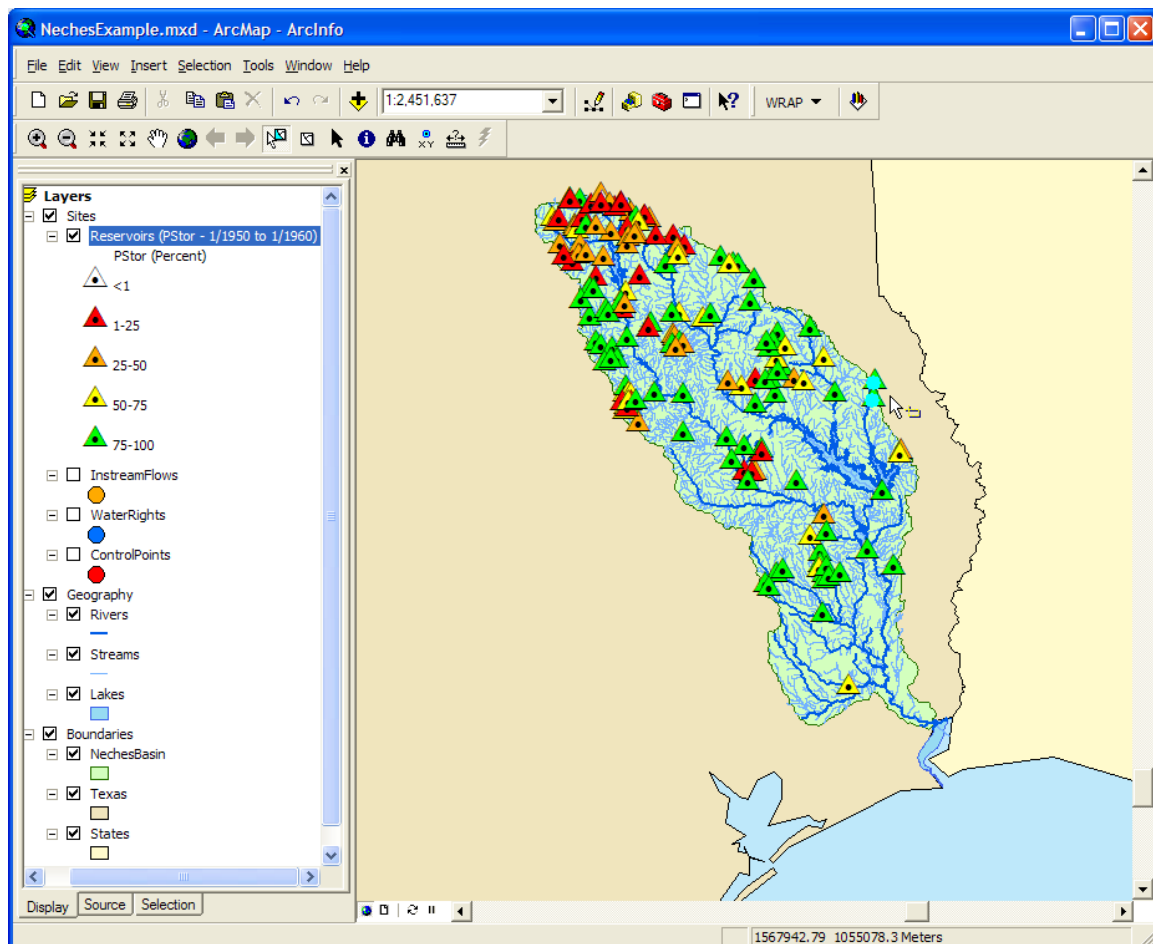 NechesExample.mxd - ArcMap - ArcInfo
File Edit View Insert Selection Tools Window Help
1:2,451,637
WRAP
XY
Layers
Sites
Reservoirs (PStor - 1/1950 to 1/1960)
PStor (Percent)
<1
1-25
25-50
50-75
75-100
InstreamFlows
WaterRights
ControlPoints
Geography
Rivers
Streams
Lakes
Boundaries
NechesBasin
Texas
States
Display Source Selection
1567942.79 1055078.3 Meters